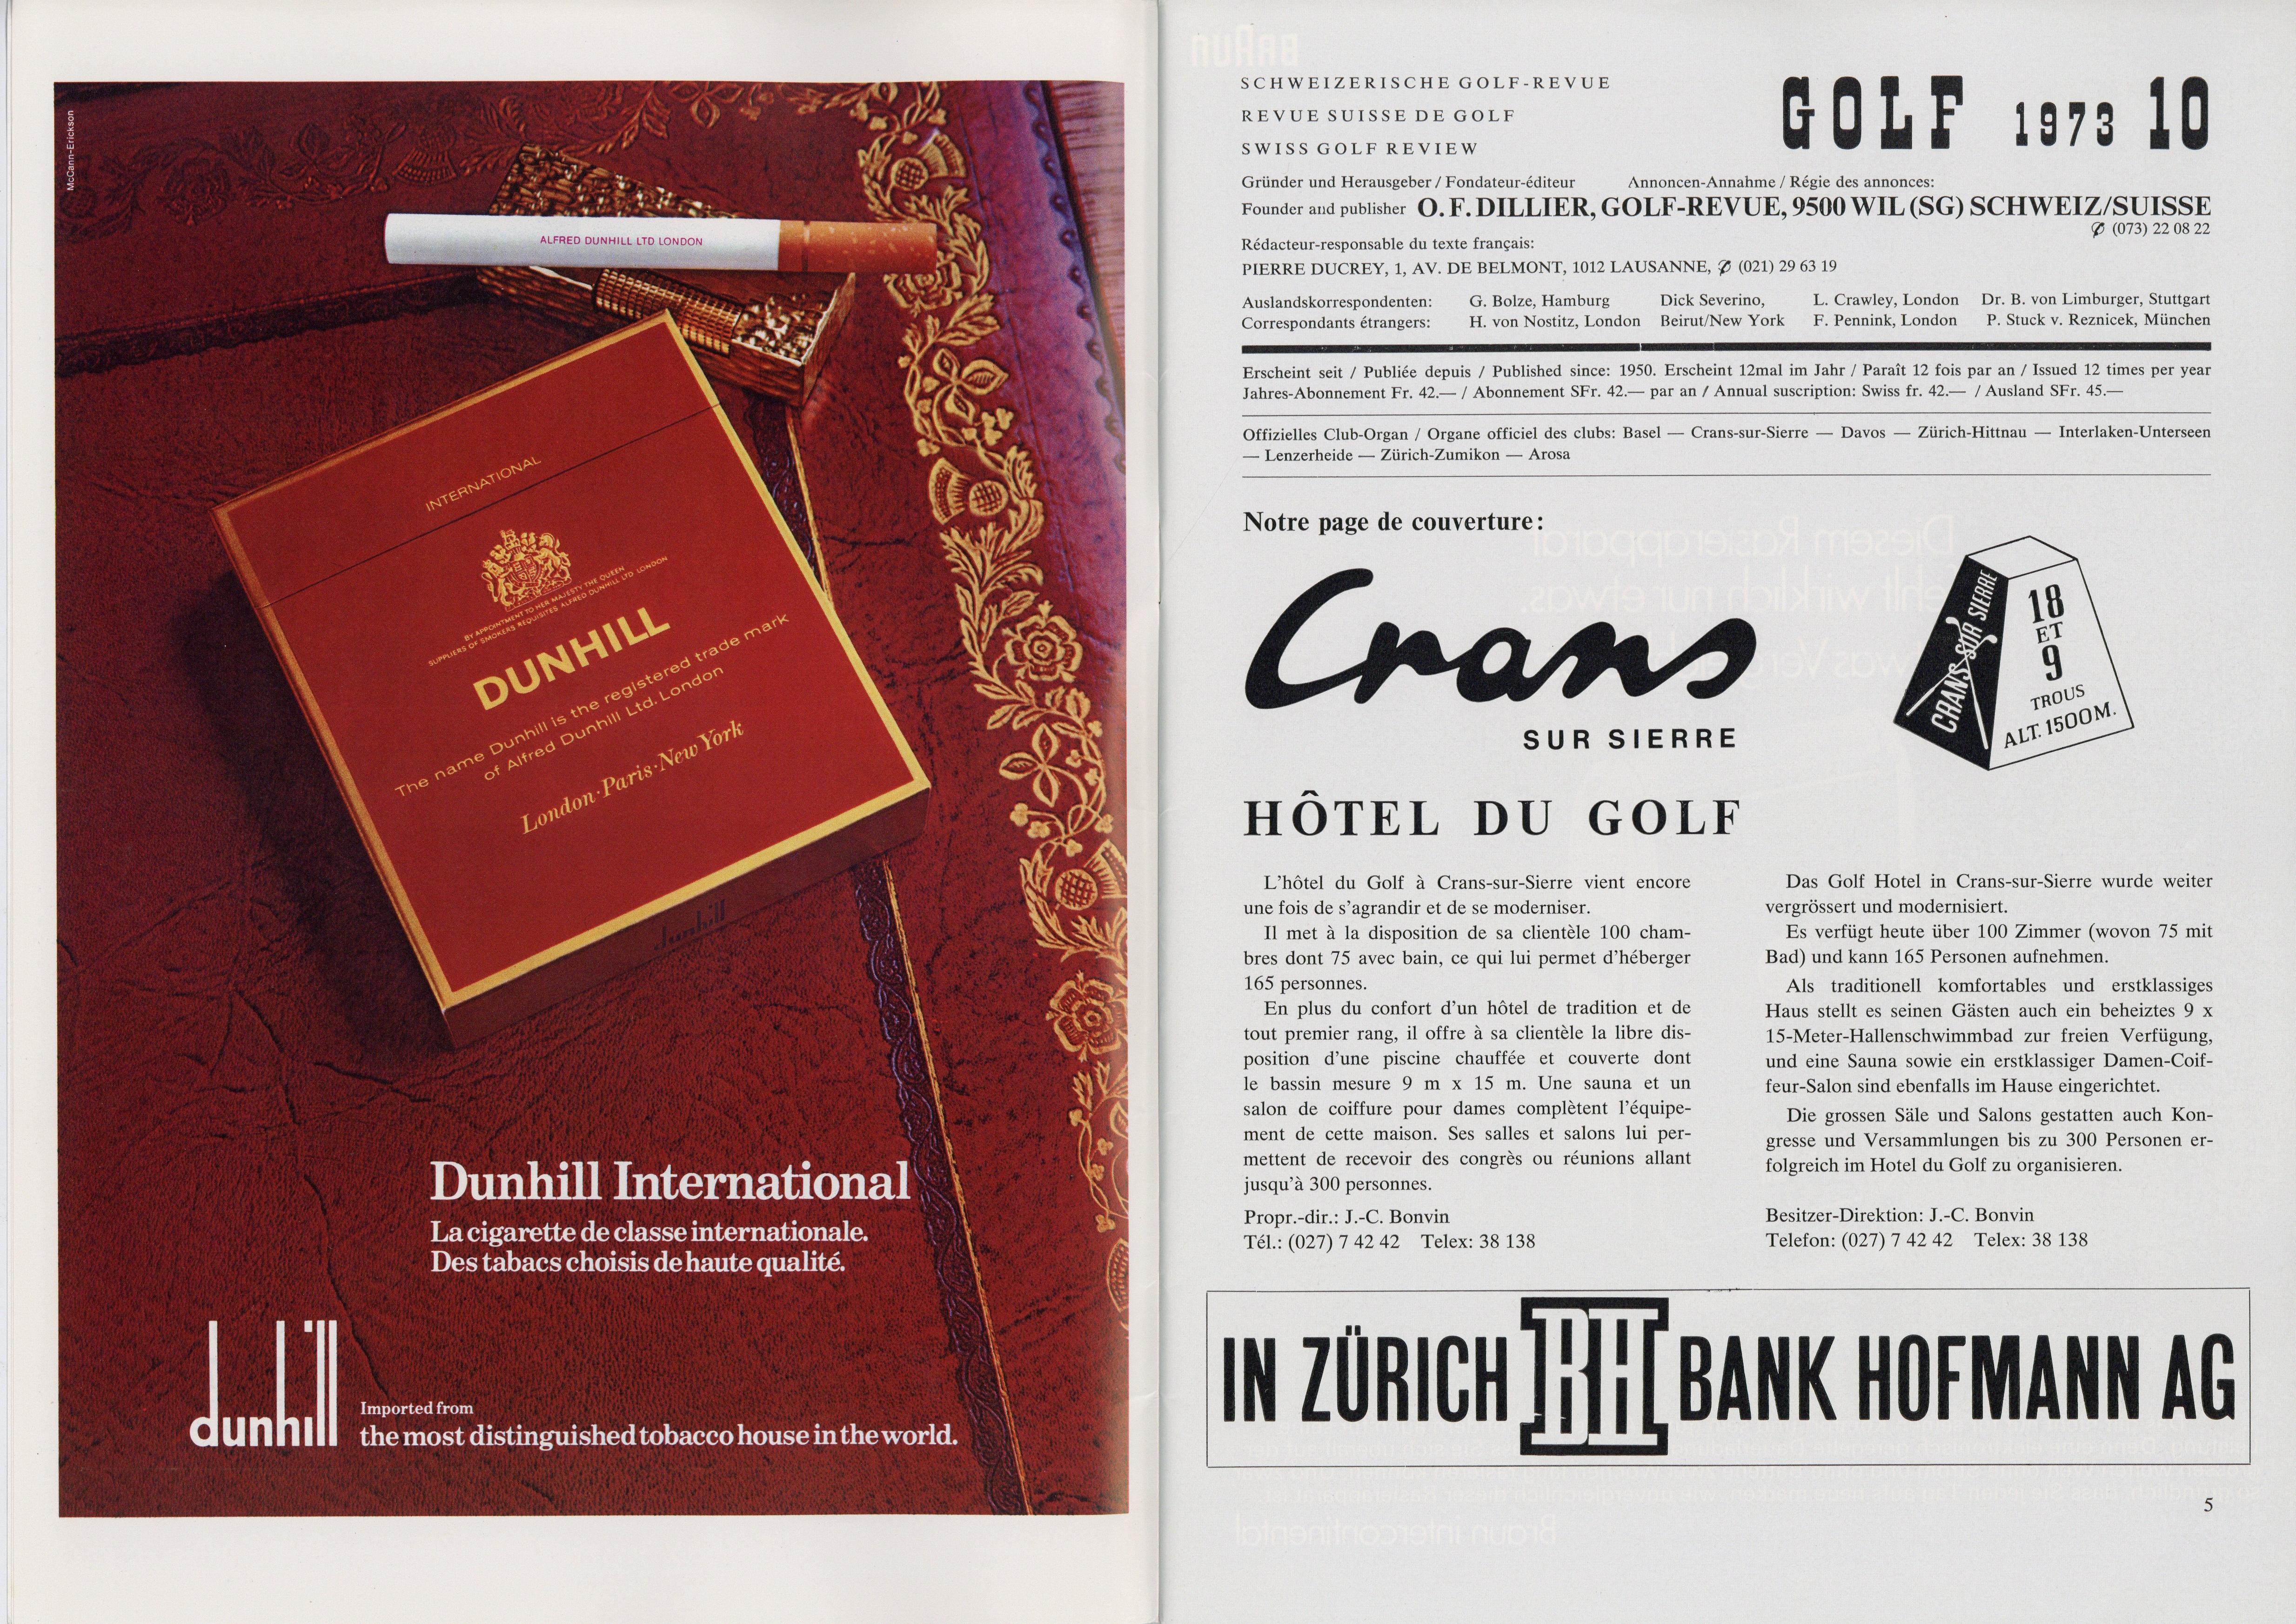 McCann-Erickson
ALFRED DUNHILL LTD LONDON
INTERNATIONAL
BY APPOINTMENT TO HER MAJESTY THE QUEEN
SUPPLIERS OF SMOKERS REQUISITES ALFRED DUNHILL LTD LONDON
DUNHILL
The name Dunhill is the registered trade mark
of Alfred Dunhill Ltd. London
London·Paris·New York
dunhill
Dunhill International
La cigarette de classe internationale.
Des tabacs choisis de haute qualité.
dunhill
Imported from
the most distinguished tobacco house in the world.
SCHWEIZERISCHE GOLF-REVUE
REVUE SUISSE DE GOLF
SWISS GOLF REVIEW
GOLF 1973 10
Gründer und Herausgeber / Fondateur-éditeur Annoncen-Annahme / Régie des annonces:
Founder and publisher O. F. DILLIER, GOLF-REVUE, 9500 WIL (SG) SCHWEIZ/SUISSE
✆ (073) 22 08 22
Rédacteur-responsable du texte français:
PIERRE DUCREY, 1, AV. DE BELMONT, 1012 LAUSANNE, ✆ (021) 29 63 19
Auslandskorrespondenten: G. Bolze, Hamburg Dick Severino, L. Crawley, London Dr. B. von Limburger, Stuttgart
Correspondants étrangers: H. von Nostitz, London Beirut/New York F. Pennink, London P. Stuck v. Reznicek, München
Erscheint seit / Publiée depuis / Published since: 1950. Erscheint 12mal im Jahr / Paraît 12 fois par an / Issued 12 times per year
Jahres-Abonnement Fr. 42.— / Abonnement SFr. 42.— par an / Annual suscription: Swiss fr. 42.— / Ausland SFr. 45.—
Offizielles Club-Organ / Organe officiel des clubs: Basel — Crans-sur-Sierre — Davos — Zürich-Hittnau — Interlaken-Unterseen
— Lenzerheide — Zürich-Zumikon — Arosa
Notre page de couverture:
Crans
SUR SIERRE
CRANS SUR SIERRE
18
ET
9
TROUS
ALT. 1500 M.
HÔTEL DU GOLF
L'hôtel du Golf à Crans-sur-Sierre vient encore
une fois de s'agrandir et de se moderniser.
Il met à la disposition de sa clientèle 100 cham-
bres dont 75 avec bain, ce qui lui permet d'héberger
165 personnes.
En plus du confort d'un hôtel de tradition et de
tout premier rang, il offre à sa clientèle la libre dis-
position d'une piscine chauffée et couverte dont
le bassin mesure 9 m x 15 m. Une sauna et un
salon de coiffure pour dames complètent l'équipe-
ment de cette maison. Ses salles et salons lui per-
mettent de recevoir des congrès ou réunions allant
jusqu'à 300 personnes.
Propr.-dir.: J.-C. Bonvin
Tél.: (027) 7 42 42 Telex: 38 138
Das Golf Hotel in Crans-sur-Sierre wurde weiter
vergrössert und modernisiert.
Es verfügt heute über 100 Zimmer (wovon 75 mit
Bad) und kann 165 Personen aufnehmen.
Als traditionell komfortables und erstklassiges
Haus stellt es seinen Gästen auch ein beheiztes 9 x
15-Meter-Hallenschwimmbad zur freien Verfügung,
und eine Sauna sowie ein erstklassiger Damen-Coif-
feur-Salon sind ebenfalls im Hause eingerichtet.
Die grossen Säle und Salons gestatten auch Kon-
gresse und Versammlungen bis zu 300 Personen er-
folgreich im Hotel du Golf zu organisieren.
Besitzer-Direktion: J.-C. Bonvin
Telefon: (027) 7 42 42 Telex: 38 138
IN ZÜRICH BH BANK HOFMANN AG
5